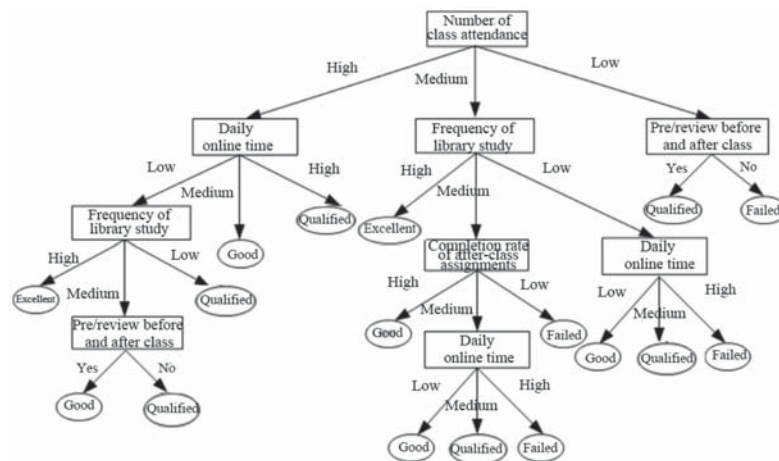 Number of
class attendance
High
Medium
Low
Daily
online time
Frequency of
library study
Pre/review before
and after class
Low
Medium
High
High
Medium
Low
Yes
No
Frequency of
library study
Good
Qualified
Excellent
Completion rate
of after-class
assignments
Daily
online time
Qualified
Failed
High
Medium
Low
High
Medium
Low
Low
Medium
High
Excellent
Pre/review before
and after class
Qualified
Good
Daily
online time
Failed
Good
Qualified
Failed
Yes
No
Low
Medium
High
Good
Qualified
Good
Qualified
Failed